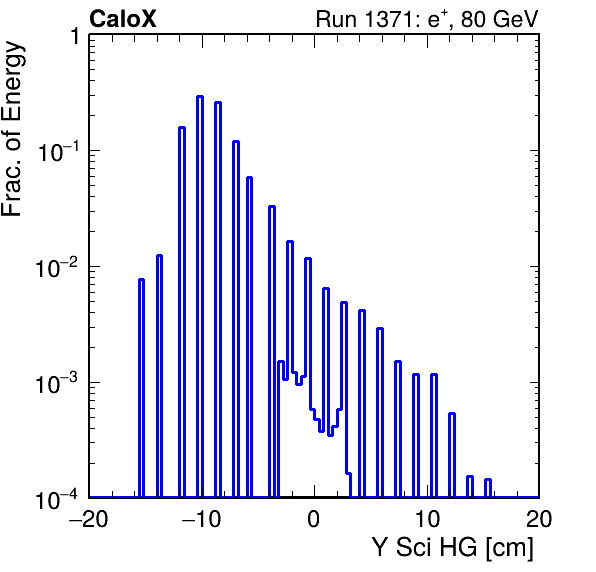 CaloX Run 1371: e⁺, 80 GeV
Frac. of Energy
1
10⁻¹
10⁻²
10⁻³
10⁻⁴
−20 −10 0 10 20
Y Sci HG [cm]